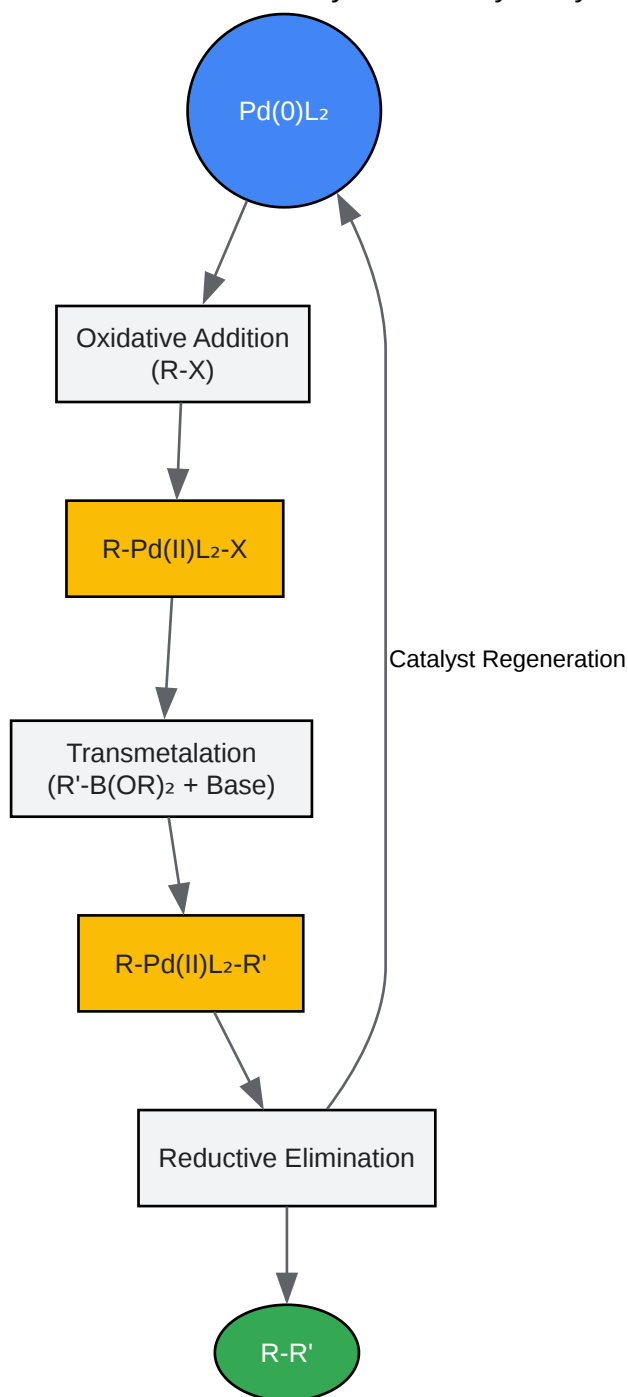 Pd(0)L₂
Oxidative Addition
(R-X)
R-Pd(II)L₂-X
Catalyst Regeneration
Transmetalation
(R'-B(OR)₂ + Base)
R-Pd(II)L₂-R'
Reductive Elimination
R-R'